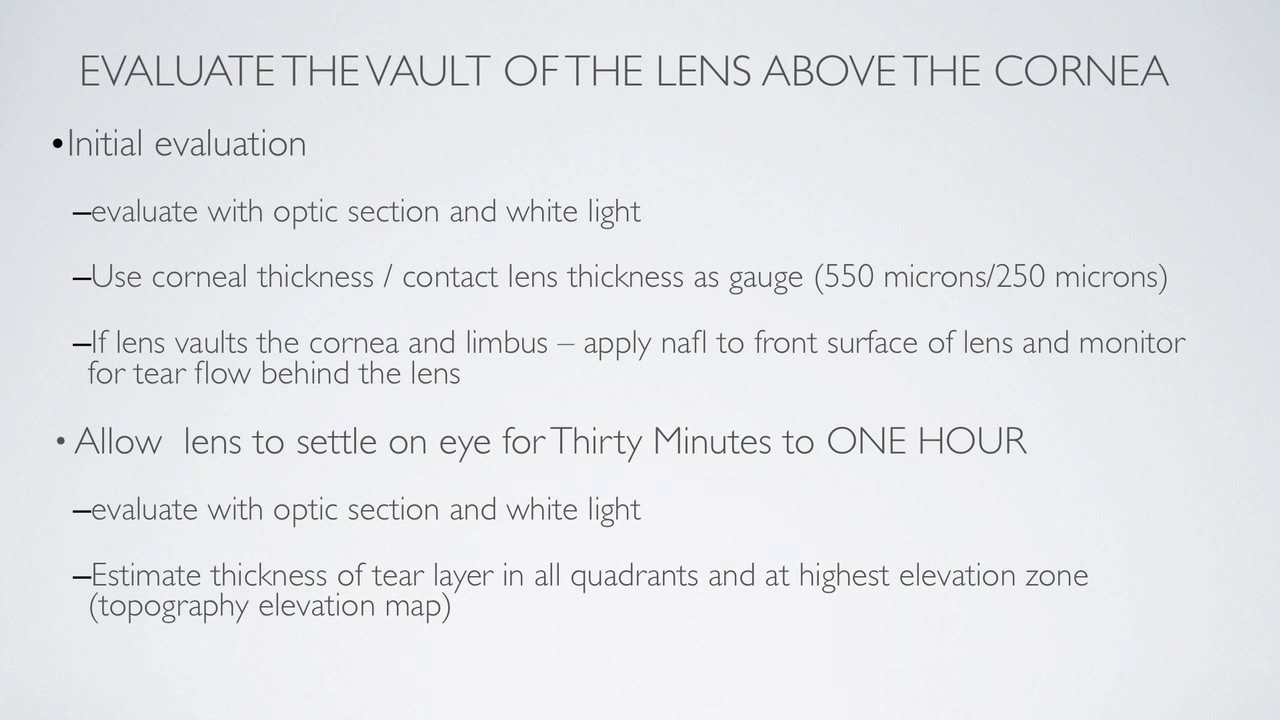 EVALUATE THE VAULT OF THE LENS ABOVE THE CORNEA
•Initial evaluation
–evaluate with optic section and white light
–Use corneal thickness / contact lens thickness as gauge (550 microns/250 microns)
–If lens vaults the cornea and limbus – apply nafl to front surface of lens and monitor
for tear flow behind the lens
• Allow  lens to settle on eye for Thirty Minutes to ONE HOUR
–evaluate with optic section and white light
–Estimate thickness of tear layer in all quadrants and at highest elevation zone
(topography elevation map)